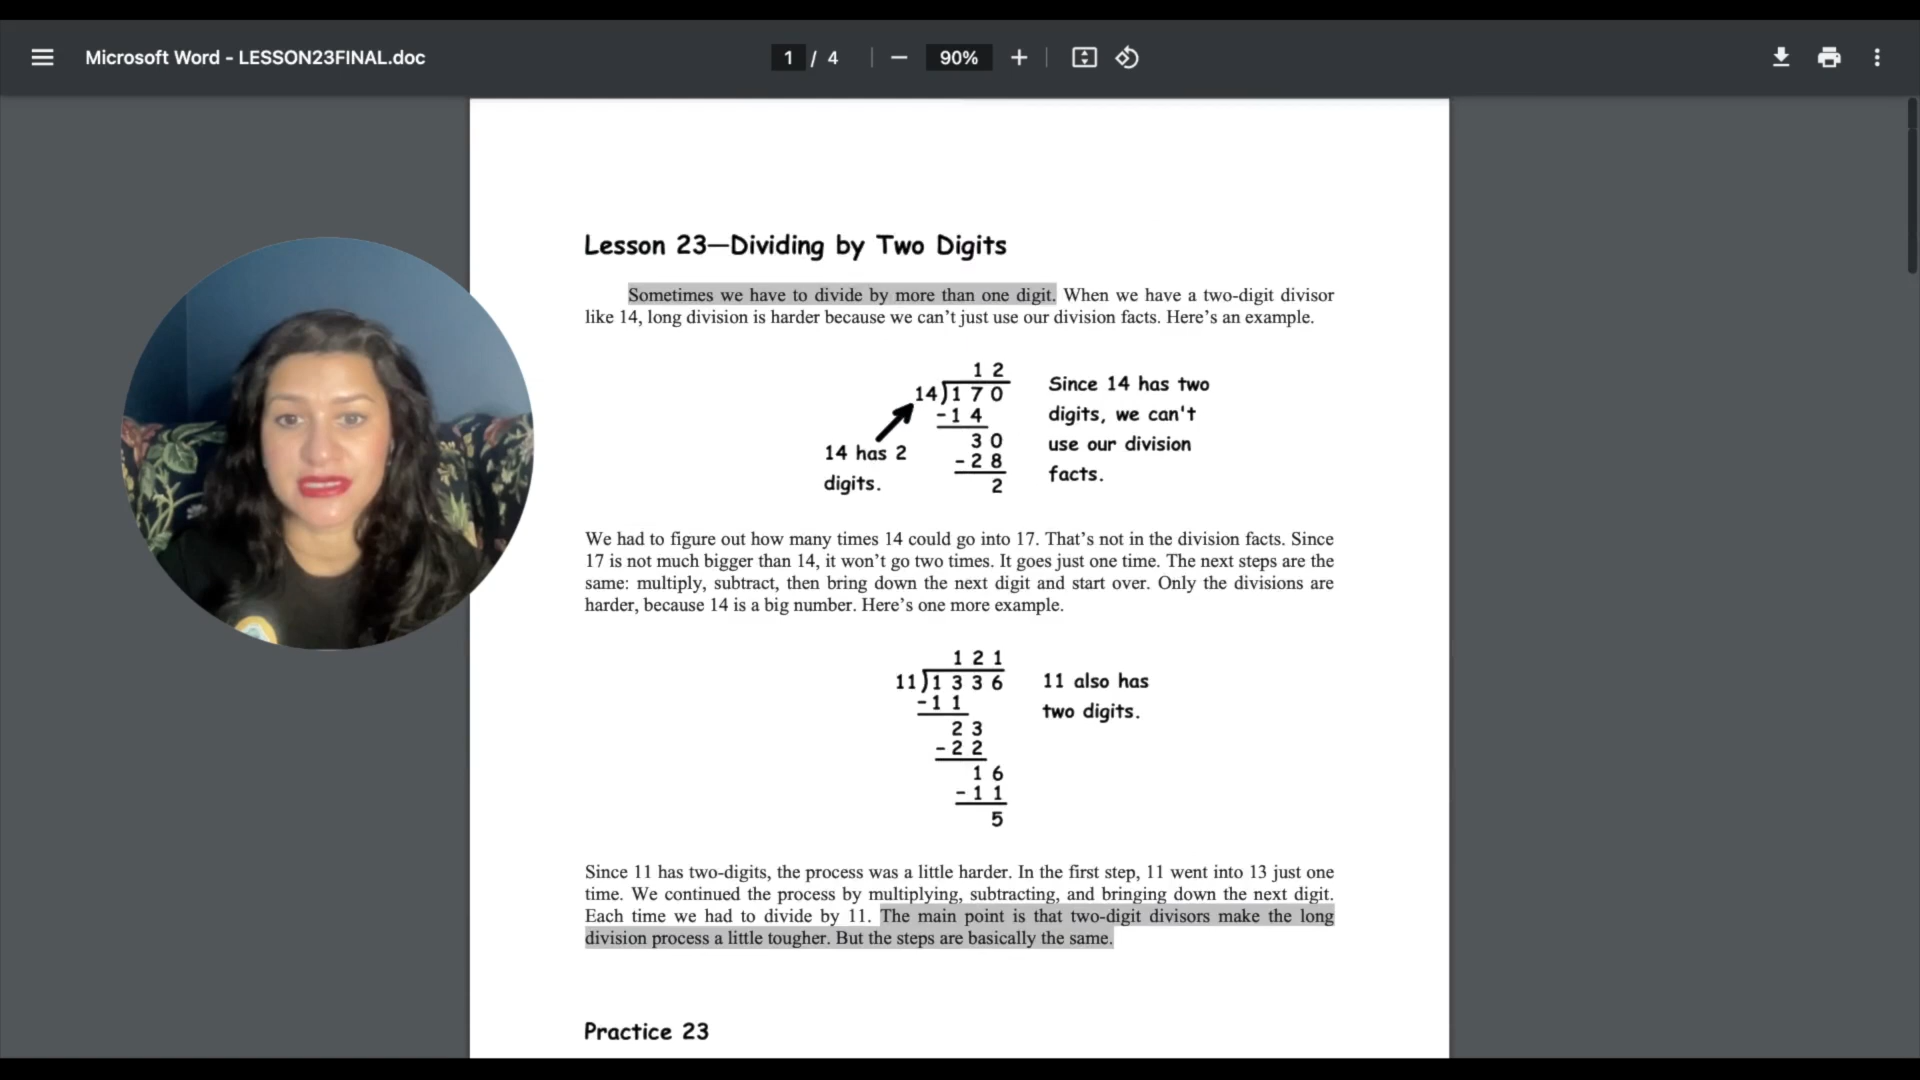 Microsoft Word - LESSON23FINAL.doc
1 / 4
90%
Lesson 23—Dividing by Two Digits
Sometimes we have to divide by more than one digit. When we have a two-digit divisor
like 14, long division is harder because we can't just use our division facts. Here's an example.
1 2
14)1 7 0
-1 4
3 0
-2 8
2
14 has 2
digits.
Since 14 has two
digits, we can't
use our division
facts.
We had to figure out how many times 14 could go into 17. That's not in the division facts. Since
17 is not much bigger than 14, it won't go two times. It goes just one time. The next steps are the
same: multiply, subtract, then bring down the next digit and start over. Only the divisions are
harder, because 14 is a big number. Here's one more example.
1 2 1
11)1 3 3 6
-1 1
2 3
-2 2
1 6
-1 1
5
11 also has
two digits.
Since 11 has two-digits, the process was a little harder. In the first step, 11 went into 13 just one
time. We continued the process by multiplying, subtracting, and bringing down the next digit.
Each time we had to divide by 11. The main point is that two-digit divisors make the long
division process a little tougher. But the steps are basically the same.
Practice 23